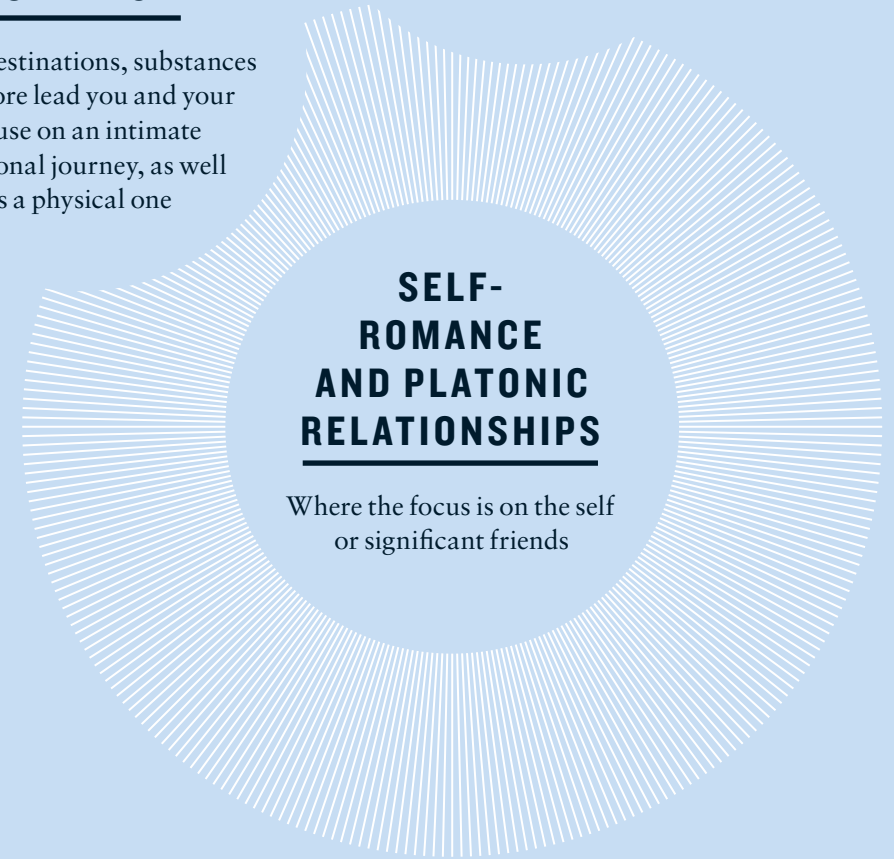 estinations, substances
ore lead you and your
use on an intimate
onal journey, as well
s a physical one
SELF-
ROMANCE
AND PLATONIC
RELATIONSHIPS
Where the focus is on the self
or significant friends